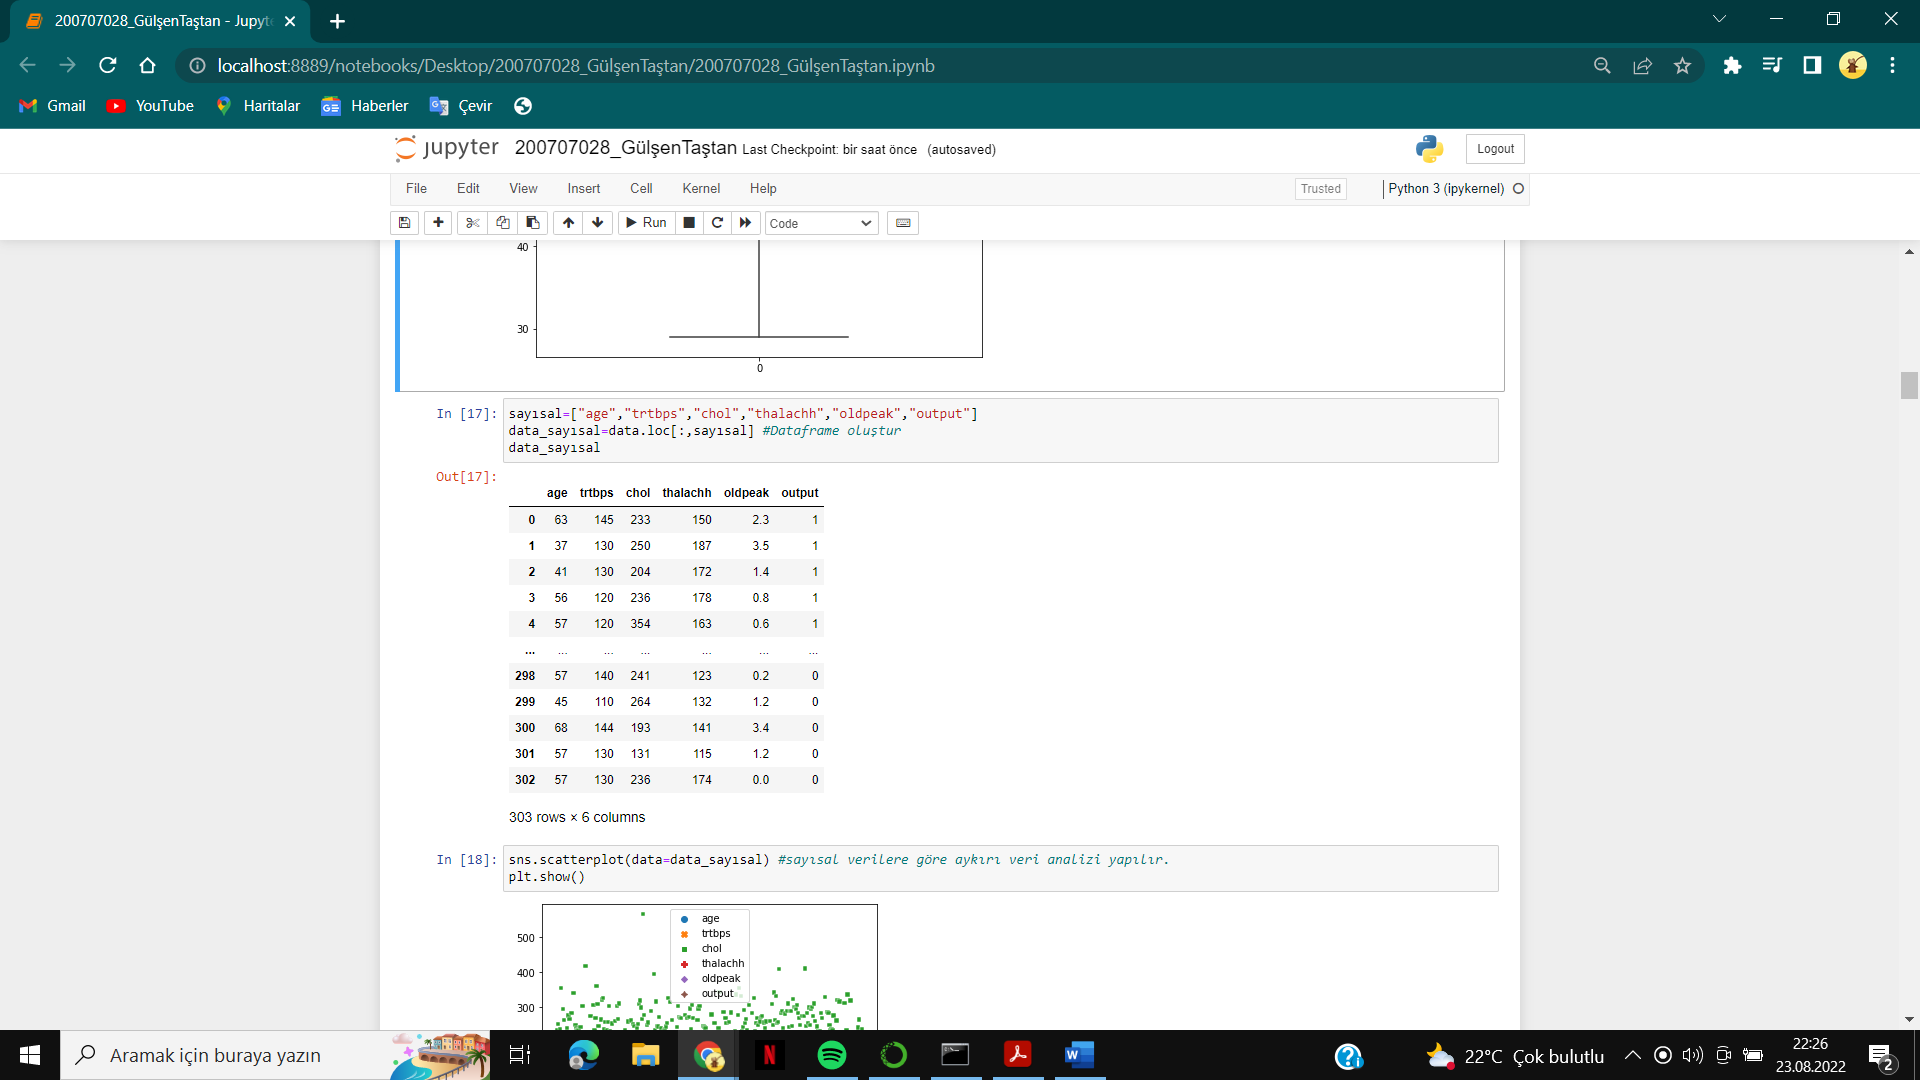 200707028_GülşenTaştan - Jupyte
localhost:8889/notebooks/Desktop/200707028_GülşenTaştan/200707028_GülşenTaştan.ipynb
Gmail YouTube Haritalar Haberler Çevir
jupyter 200707028_GülşenTaştan Last Checkpoint: bir saat önce (autosaved) Logout
File Edit View Insert Cell Kernel Help Trusted Python 3 (ipykernel)
Run Code
40
30
0
In [17]: sayısal=["age","trtbps","chol","thalachh","oldpeak","output"]
data_sayısal=data.loc[:,sayısal] #Dataframe oluştur
data_sayısal
Out[17]:
age trtbps chol thalachh oldpeak output
0 63 145 233 150 2.3 1
1 37 130 250 187 3.5 1
2 41 130 204 172 1.4 1
3 56 120 236 178 0.8 1
4 57 120 354 163 0.6 1
... ... ... ... ... ... ...
298 57 140 241 123 0.2 0
299 45 110 264 132 1.2 0
300 68 144 193 141 3.4 0
301 57 130 131 115 1.2 0
302 57 130 236 174 0.0 0
303 rows × 6 columns
In [18]: sns.scatterplot(data=data_sayısal) #sayısal verilere göre aykırı veri analizi yapılır.
plt.show()
age
trtbps
500 chol
thalachh
400 oldpeak
output
300
Aramak için buraya yazın 22°C Çok bulutlu 22:26
23.08.2022 2